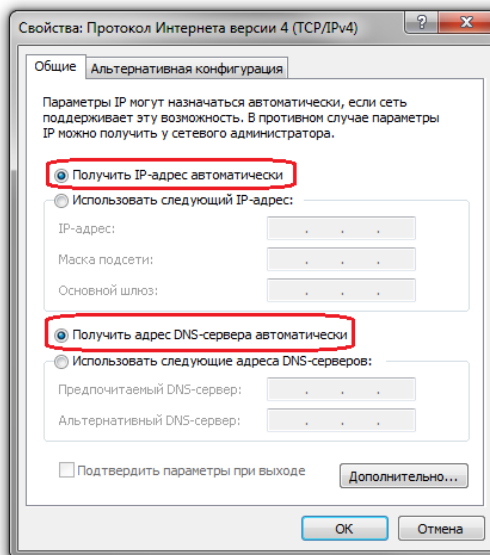 Свойства: Протокол Интернета версии 4 (TCP/IPv4)
Общие
Альтернативная конфигурация
Параметры IP могут назначаться автоматически, если сеть
поддерживает эту возможность. В противном случае параметры
IP можно получить у сетевого администратора.
Получить IP-адрес автоматически
Использовать следующий IP-адрес:
IP-адрес:
Маска подсети:
Основной шлюз:
Получить адрес DNS-сервера автоматически
Использовать следующие адреса DNS-серверов:
Предпочитаемый DNS-сервер:
Альтернативный DNS-сервер:
Подтвердить параметры при выходе
Дополнительно...
ОК
Отмена